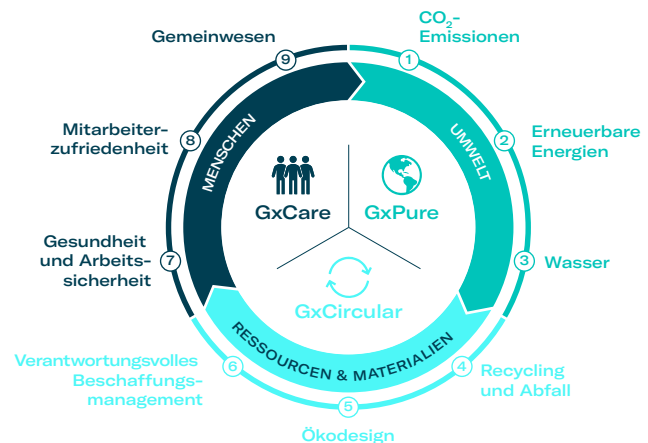 Gemeinwesen
9
CO₂-
Emissionen
1
Mitarbeiter-
zufriedenheit
8
MENSCHEN
UMWELT
2
Erneuerbare
Energien
GxCare
GxPure
Gesundheit
und Arbeits-
sicherheit
7
3
Wasser
GxCircular
RESSOURCEN & MATERIALIEN
Verantwortungsvolles
Beschaffungs-
management
6
4
Recycling
und Abfall
5
Ökodesign